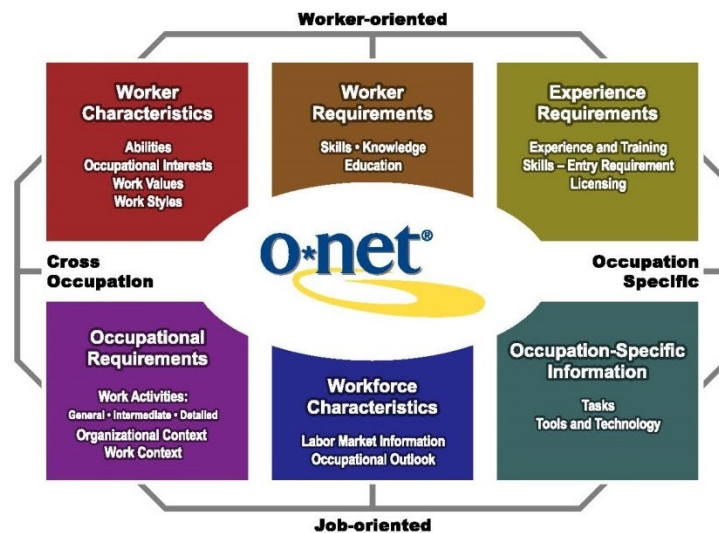 Worker-oriented
Worker
Characteristics
Abilities
Occupational Interests
Work Values
Work Styles
Worker
Requirements
Skills • Knowledge
Education
Experience
Requirements
Experience and Training
Skills – Entry Requirement
Licensing
Cross
Occupation
o*net®
Occupation
Specific
Occupational
Requirements
Work Activities:
General • Intermediate • Detailed
Organizational Context
Work Context
Workforce
Characteristics
Labor Market Information
Occupational Outlook
Occupation-Specific
Information
Tasks
Tools and Technology
Job-oriented